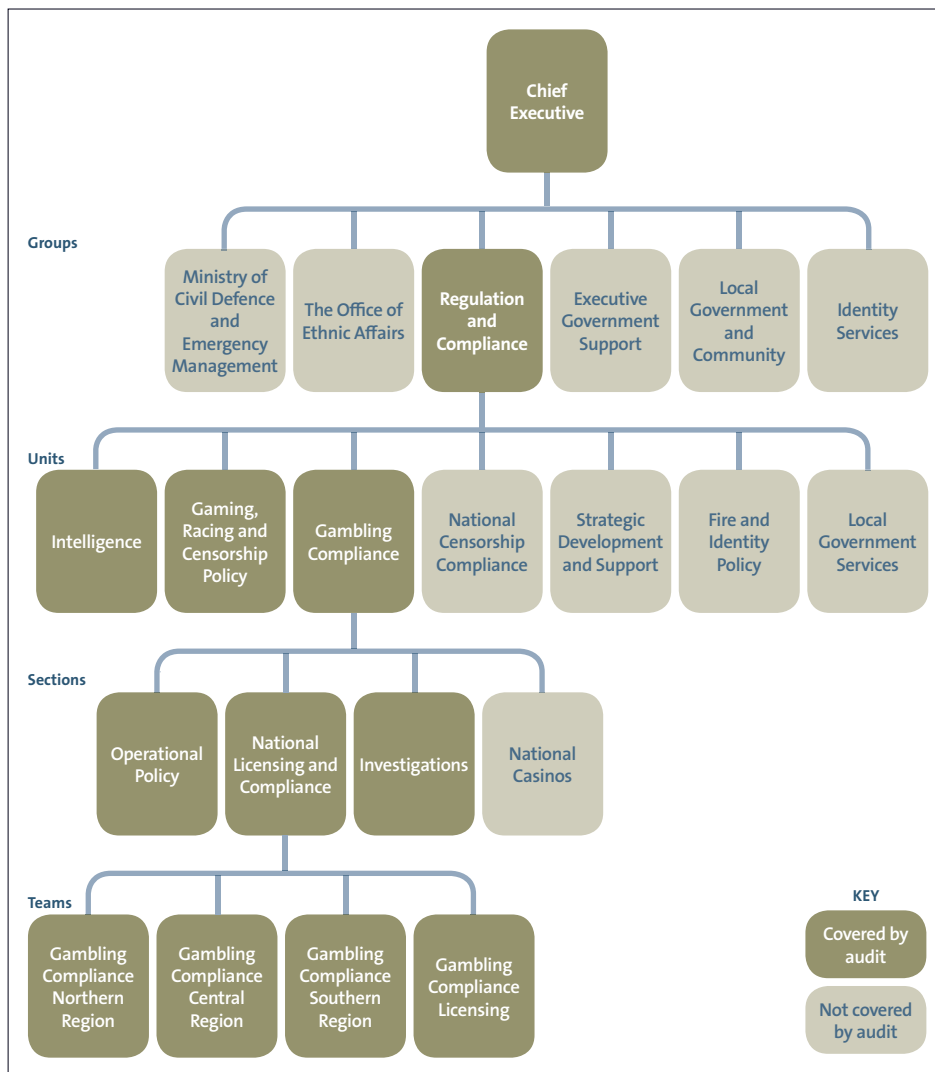 Chief
Executive
Groups
Ministry of
Civil Defence
and
Emergency
Management
The Office of
Ethnic Affairs
Regulation
and
Compliance
Executive
Government
Support
Local
Government
and
Community
Identity
Services
Units
Intelligence
Gaming,
Racing and
Censorship
Policy
Gambling
Compliance
National
Censorship
Compliance
Strategic
Development
and Support
Fire and
Identity
Policy
Local
Government
Services
Sections
Operational
Policy
National
Licensing and
Compliance
Investigations
National
Casinos
Teams
Gambling
Compliance
Northern
Region
Gambling
Compliance
Central
Region
Gambling
Compliance
Southern
Region
Gambling
Compliance
Licensing
KEY
Covered by
audit
Not covered
by audit